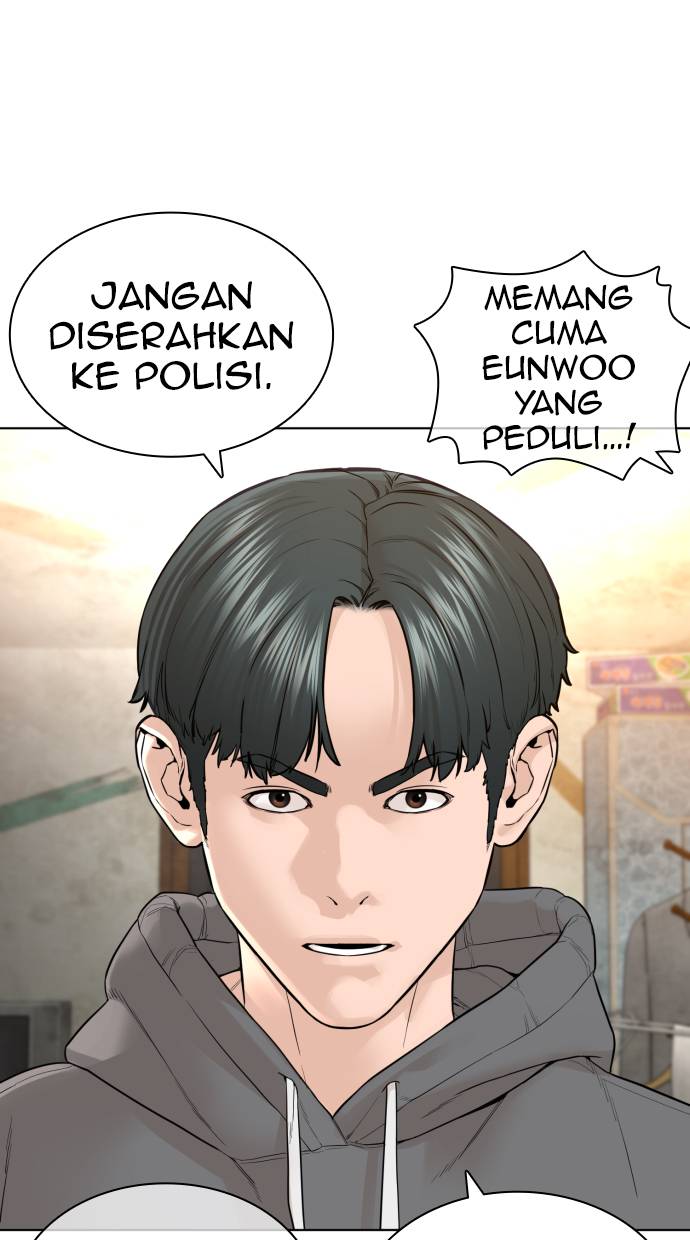 JANGAN
DISERAHKAN
KE POLISI.
MEMANG
CUMA
EUNWOO
YANG
PEDULI...!